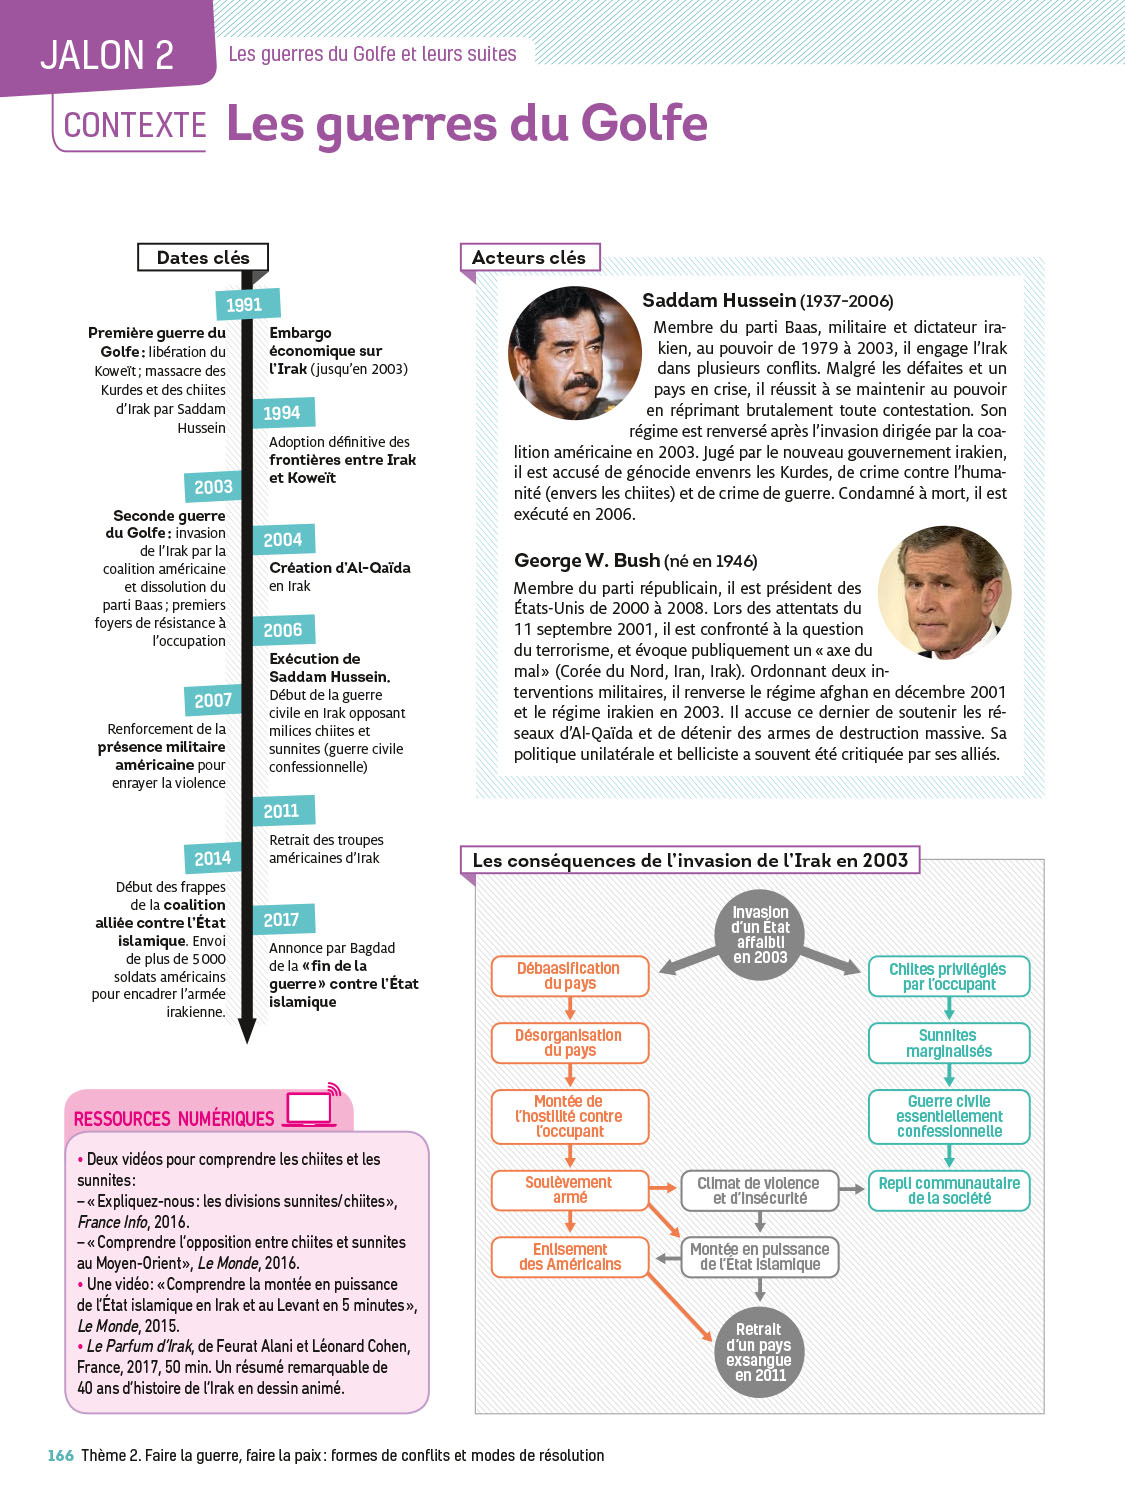 JALON 2
Les guerres du Golfe et leurs suites
CONTEXTE
Les guerres du Golfe
Dates clés
1991
Première guerre du
Golfe : libération du
Koweït ; massacre des
Kurdes et des chiites
d'Irak par Saddam
Hussein
Embargo
économique sur
l'Irak (jusqu'en 2003)
1994
Adoption définitive des
frontières entre Irak
et Koweït
2003
Seconde guerre
du Golfe : invasion
de l'Irak par la
coalition américaine
et dissolution du
parti Baas ; premiers
foyers de résistance à
l'occupation
2004
Création d'Al-Qaïda
en Irak
2006
Exécution de
Saddam Hussein.
Début de la guerre
civile en Irak opposant
milices chiites et
sunnites (guerre civile
confessionnelle)
2007
Renforcement de la
présence militaire
américaine pour
enrayer la violence
2011
Retrait des troupes
américaines d'Irak
2014
Début des frappes
de la coalition
alliée contre l'État
islamique. Envoi
de plus de 5 000
soldats américains
pour encadrer l'armée
irakienne.
2017
Annonce par Bagdad
de la « fin de la
guerre » contre l'État
islamique
Acteurs clés
Saddam Hussein (1937-2006)
Membre du parti Baas, militaire et dictateur ira-
kien, au pouvoir de 1979 à 2003, il engage l'Irak
dans plusieurs conflits. Malgré les défaites et un
pays en crise, il réussit à se maintenir au pouvoir
en réprimant brutalement toute contestation. Son
régime est renversé après l'invasion dirigée par la coa-
lition américaine en 2003. Jugé par le nouveau gouvernement irakien,
il est accusé de génocide envenrs les Kurdes, de crime contre l'huma-
nité (envers les chiites) et de crime de guerre. Condamné à mort, il est
exécuté en 2006.
George W. Bush (né en 1946)
Membre du parti républicain, il est président des
États-Unis de 2000 à 2008. Lors des attentats du
11 septembre 2001, il est confronté à la question
du terrorisme, et évoque publiquement un « axe du
mal » (Corée du Nord, Iran, Irak). Ordonnant deux in-
terventions militaires, il renverse le régime afghan en décembre 2001
et le régime irakien en 2003. Il accuse ce dernier de soutenir les ré-
seaux d'Al-Qaïda et de détenir des armes de destruction massive. Sa
politique unilatérale et belliciste a souvent été critiquée par ses alliés.
Les conséquences de l'invasion de l'Irak en 2003
Invasion
d'un État
affaibli
en 2003
Débaasification
du pays
Désorganisation
du pays
Montée de
l'hostilité contre
l'occupant
Soulèvement
armé
Enlisement
des Américains
Chiites privilégiés
par l'occupant
Sunnites
marginalisés
Guerre civile
essentiellement
confessionnelle
Repli communautaire
de la société
Climat de violence
et d'insécurité
Montée en puissance
de l'État islamique
Retrait
d'un pays
exsangue
en 2011
RESSOURCES NUMÉRIQUES
• Deux vidéos pour comprendre les chiites et les
sunnites :
– « Expliquez-nous : les divisions sunnites/chiites »,
France Info, 2016.
– « Comprendre l'opposition entre chiites et sunnites
au Moyen-Orient », Le Monde, 2016.
• Une vidéo : « Comprendre la montée en puissance
de l'État islamique en Irak et au Levant en 5 minutes »,
Le Monde, 2015.
• Le Parfum d'Irak, de Feurat Alani et Léonard Cohen,
France, 2017, 50 min. Un résumé remarquable de
40 ans d'histoire de l'Irak en dessin animé.
166 Thème 2. Faire la guerre, faire la paix : formes de conflits et modes de résolution